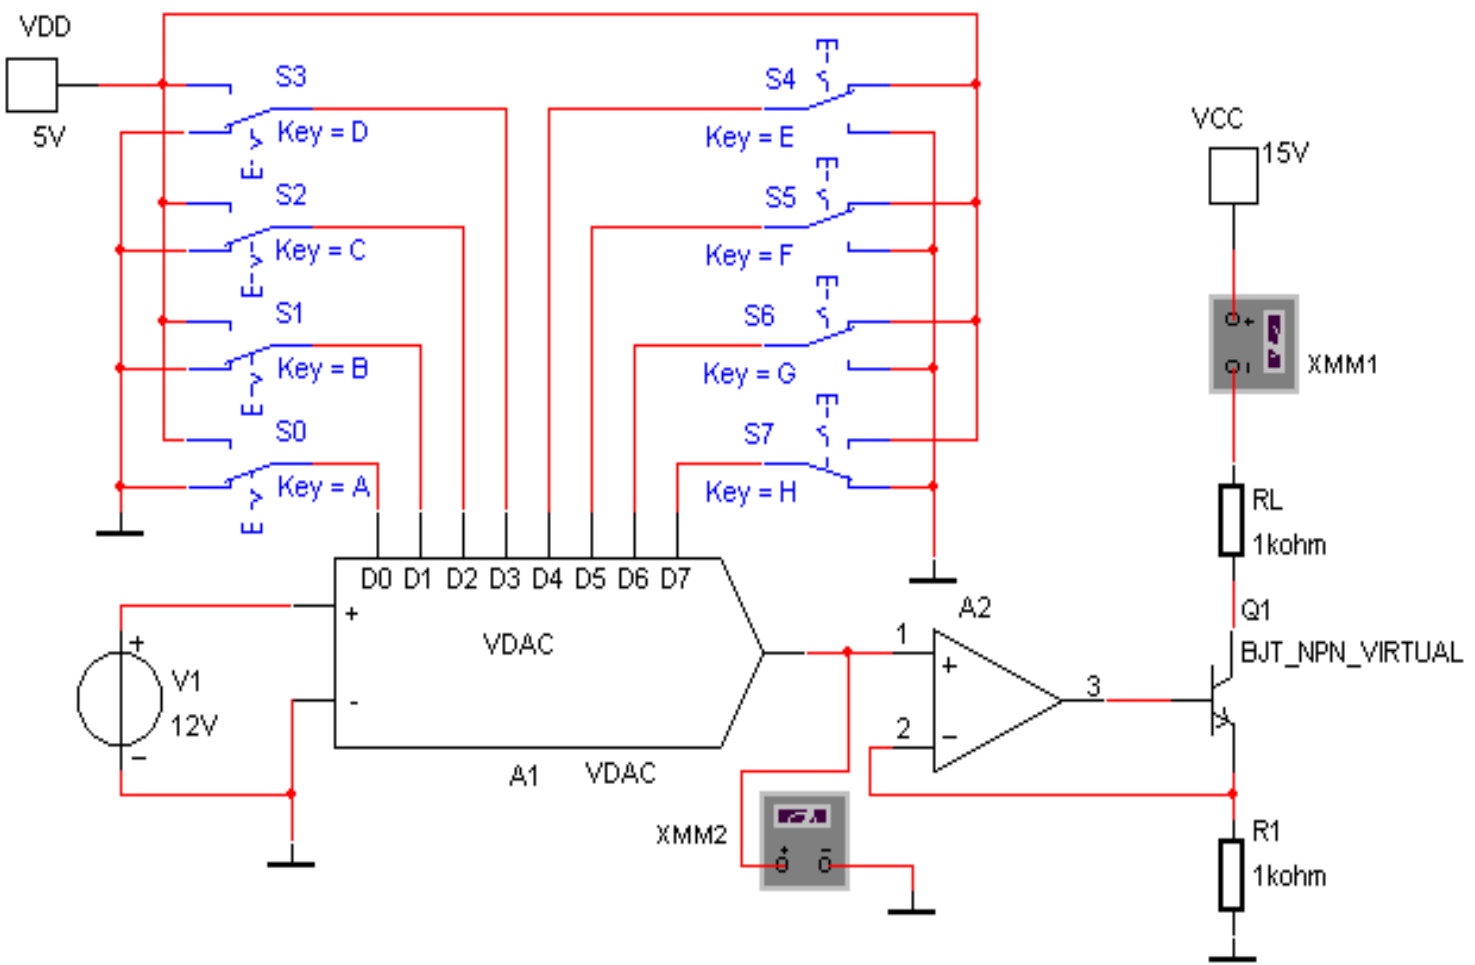 VDD
5V
S3
Key = D
S2
Key = C
S1
Key = B
S0
Key = A
S4
Key = E
S5
Key = F
S6
Key = G
S7
Key = H
VCC
15V
XMM1
RL
1kohm
Q1
BJT_NPN_VIRTUAL
D0 D1 D2 D3 D4 D5 D6 D7
+
VDAC
-
A1 VDAC
+
V1
12V
−
A2
1
+
2
−
3
XMM2
+ −
R1
1kohm